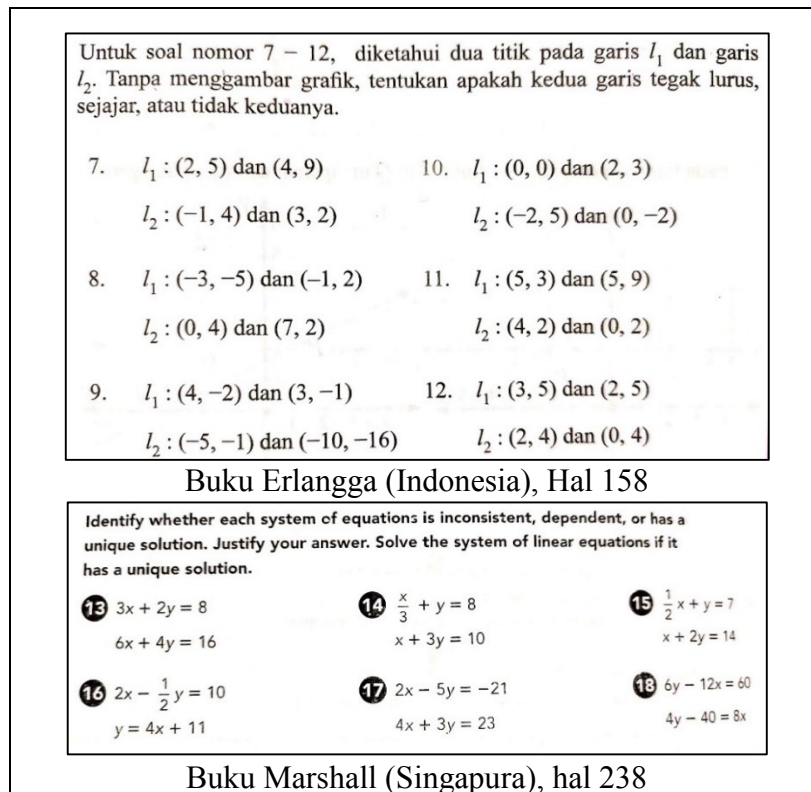 Untuk soal nomor 7 – 12, diketahui dua titik pada garis l₁ dan garis
l₂. Tanpa menggambar grafik, tentukan apakah kedua garis tegak lurus,
sejajar, atau tidak keduanya.
7. l₁ : (2, 5) dan (4, 9)
l₂ : (−1, 4) dan (3, 2)
8. l₁ : (−3, −5) dan (−1, 2)
l₂ : (0, 4) dan (7, 2)
9. l₁ : (4, −2) dan (3, −1)
l₂ : (−5, −1) dan (−10, −16)
10. l₁ : (0, 0) dan (2, 3)
l₂ : (−2, 5) dan (0, −2)
11. l₁ : (5, 3) dan (5, 9)
l₂ : (4, 2) dan (0, 2)
12. l₁ : (3, 5) dan (2, 5)
l₂ : (2, 4) dan (0, 4)
Buku Erlangga (Indonesia), Hal 158
Identify whether each system of equations is inconsistent, dependent, or has a
unique solution. Justify your answer. Solve the system of linear equations if it
has a unique solution.
13 3x + 2y = 8
6x + 4y = 16
14 x/3 + y = 8
x + 3y = 10
15 1/2 x + y = 7
x + 2y = 14
16 2x − 1/2 y = 10
y = 4x + 11
17 2x − 5y = −21
4x + 3y = 23
18 6y − 12x = 60
4y − 40 = 8x
Buku Marshall (Singapura), hal 238